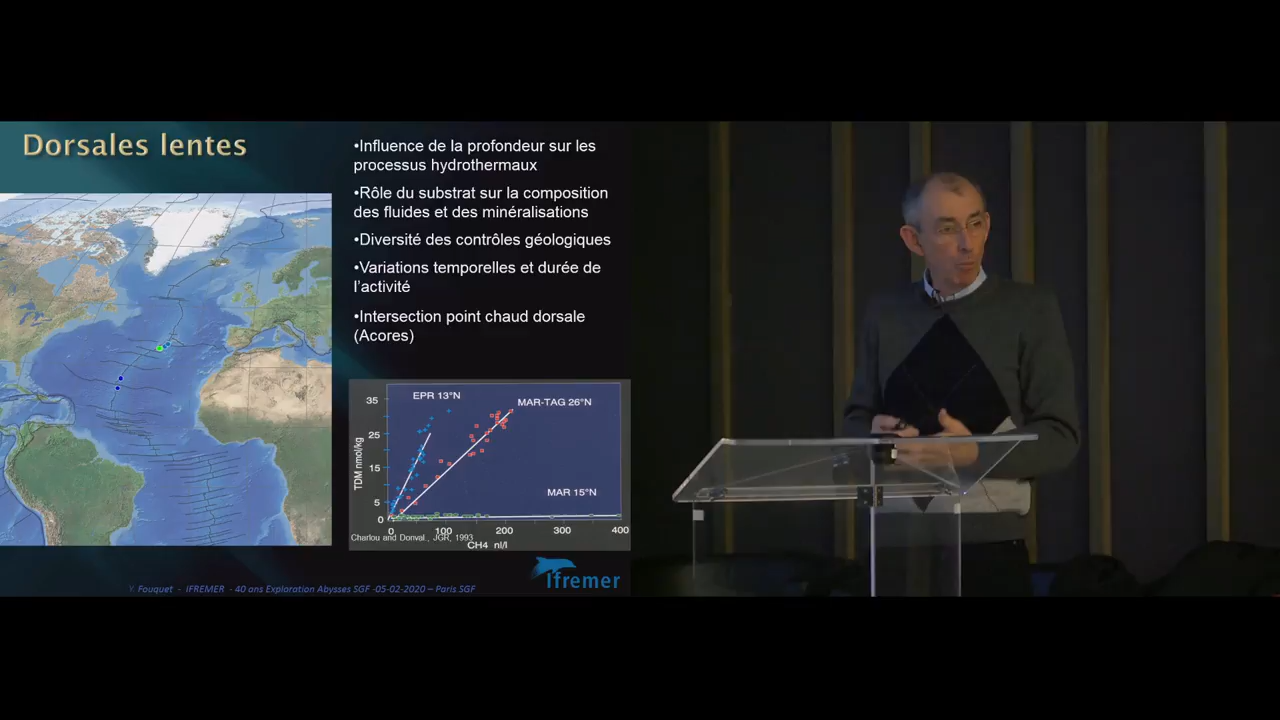 Dorsales lentes
•Influence de la profondeur sur les
processus hydrothermaux
•Rôle du substrat sur la composition
des fluides et des minéralisations
•Diversité des contrôles géologiques
•Variations temporelles et durée de
l'activité
•Intersection point chaud dorsale
(Acores)
EPR 13°N
MAR-TAG 26°N
MAR 15°N
TDM nmol/kg
35
25
15
5
0
0 100 200 300 400
Charlou and Donval., JGR, 1993
CH4 nl/l
Ifremer
Y. Fouquet - IFREMER - 40 ans Exploration Abysses SGF -05-02-2020 – Paris SGF